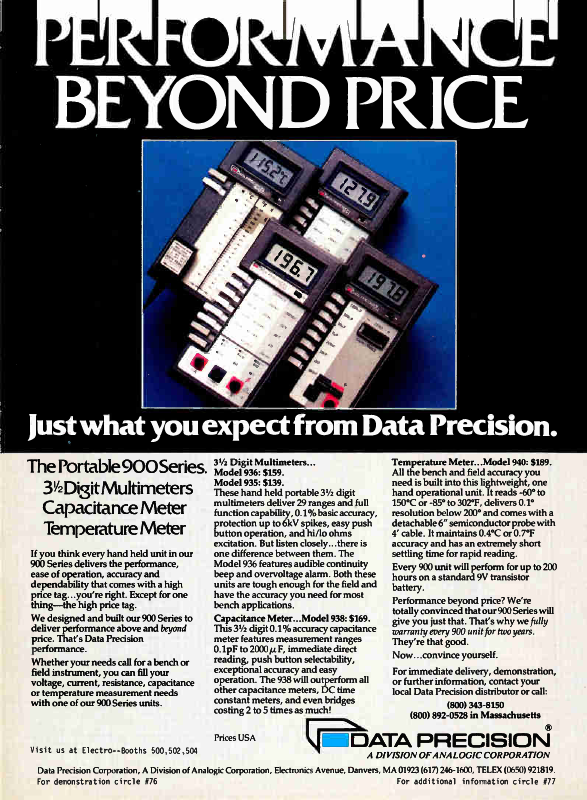 PERFORMANCE
BEYOND PRICE
115.2°C
127.9
196.7
197.8
Just what you expect from Data Precision.
The Portable 900 Series.
3½ Digit Multimeters
Capacitance Meter
Temperature Meter
If you think every hand held unit in our
900 Series delivers the performance,
ease of operation, accuracy and
dependability that comes with a high
price tag...you're right. Except for one
thing—the high price tag.
We designed and built our 900 Series to
deliver performance above and beyond
price. That's Data Precision
performance.
Whether your needs call for a bench or
field instrument, you can fill your
voltage, current, resistance, capacitance
or temperature measurement needs
with one of our 900 Series units.
3½ Digit Multimeters...
Model 936: $159.
Model 935: $139.
These hand held portable 3½ digit
multimeters deliver 29 ranges and full
function capability, 0.1% basic accuracy,
protection up to 6kV spikes, easy push
button operation, and hi/lo ohms
excitation. But listen closely...there is
one difference between them. The
Model 936 features audible continuity
beep and overvoltage alarm. Both these
units are tough enough for the field and
have the accuracy you need for most
bench applications.
Capacitance Meter...Model 938: $169.
This 3½ digit 0.1% accuracy capacitance
meter features measurement ranges
0.1pF to 2000μF, immediate direct
reading, push button selectability,
exceptional accuracy and easy
operation. The 938 will outperform all
other capacitance meters, DC time
constant meters, and even bridges
costing 2 to 5 times as much!
Prices USA
Temperature Meter...Model 940: $189.
All the bench and field accuracy you
need is built into this lightweight, one
hand operational unit. It reads -60° to
150°C or -85° to 302°F, delivers 0.1°
resolution below 200° and comes with a
detachable 6" semiconductor probe with
4' cable. It maintains 0.4°C or 0.7°F
accuracy and has an extremely short
settling time for rapid reading.
Every 900 unit will perform for up to 200
hours on a standard 9V transistor
battery.
Performance beyond price? We're
totally convinced that our 900 Series will
give you just that. That's why we fully
warranty every 900 unit for two years.
They're that good.
Now...convince yourself.
For immediate delivery, demonstration,
or further information, contact your
local Data Precision distributor or call:
(800) 343-8150
(800) 892-0528 in Massachusetts
DATA PRECISION®
A DIVISION OF ANALOGIC CORPORATION
Visit us at Electro--Booths 500,502,504
Data Precision Corporation, A Division of Analogic Corporation, Electronics Avenue, Danvers, MA 01923 (617) 246-1600, TELEX (0650) 921819.
For demonstration circle #76
For additional information circle #77